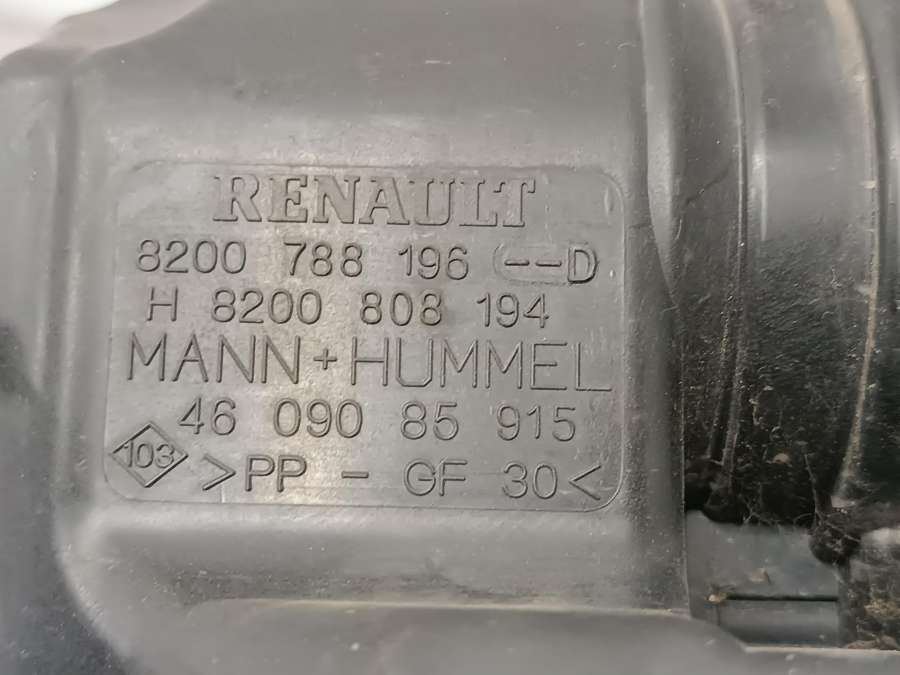 RENAULT
8200 788 196 --D
H 8200 808 194
MANN+HUMMEL
46 090 85 915
103 >PP - GF 30<